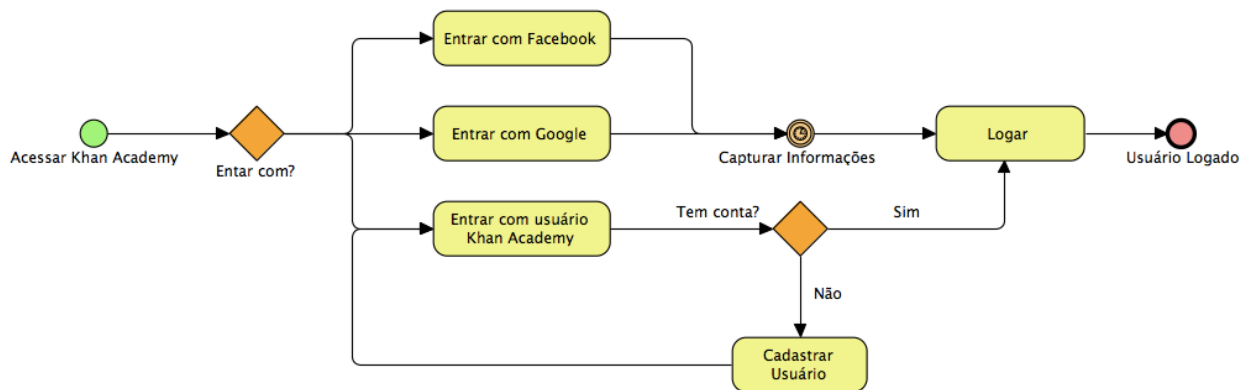 Entrar com Facebook
Acessar Khan Academy
Entar com?
Entrar com Google
Capturar Informações
Logar
Usuário Logado
Entrar com usuário
Khan Academy
Tem conta?
Sim
Não
Cadastrar
Usuário